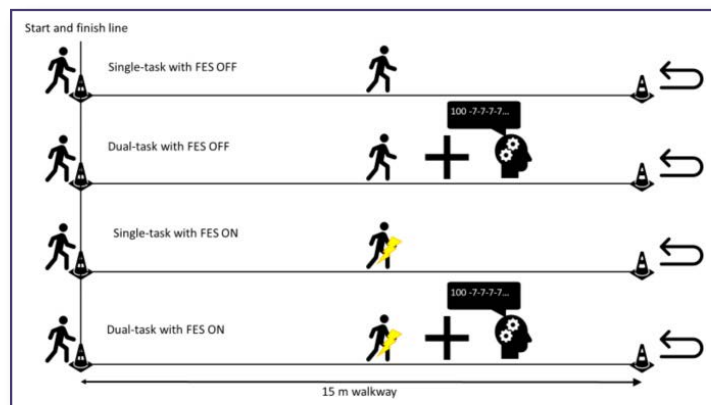 Start and finish line
Single-task with FES OFF
100 -7-7-7-7...
Dual-task with FES OFF
Single-task with FES ON
100 -7-7-7-7...
Dual-task with FES ON
15 m walkway